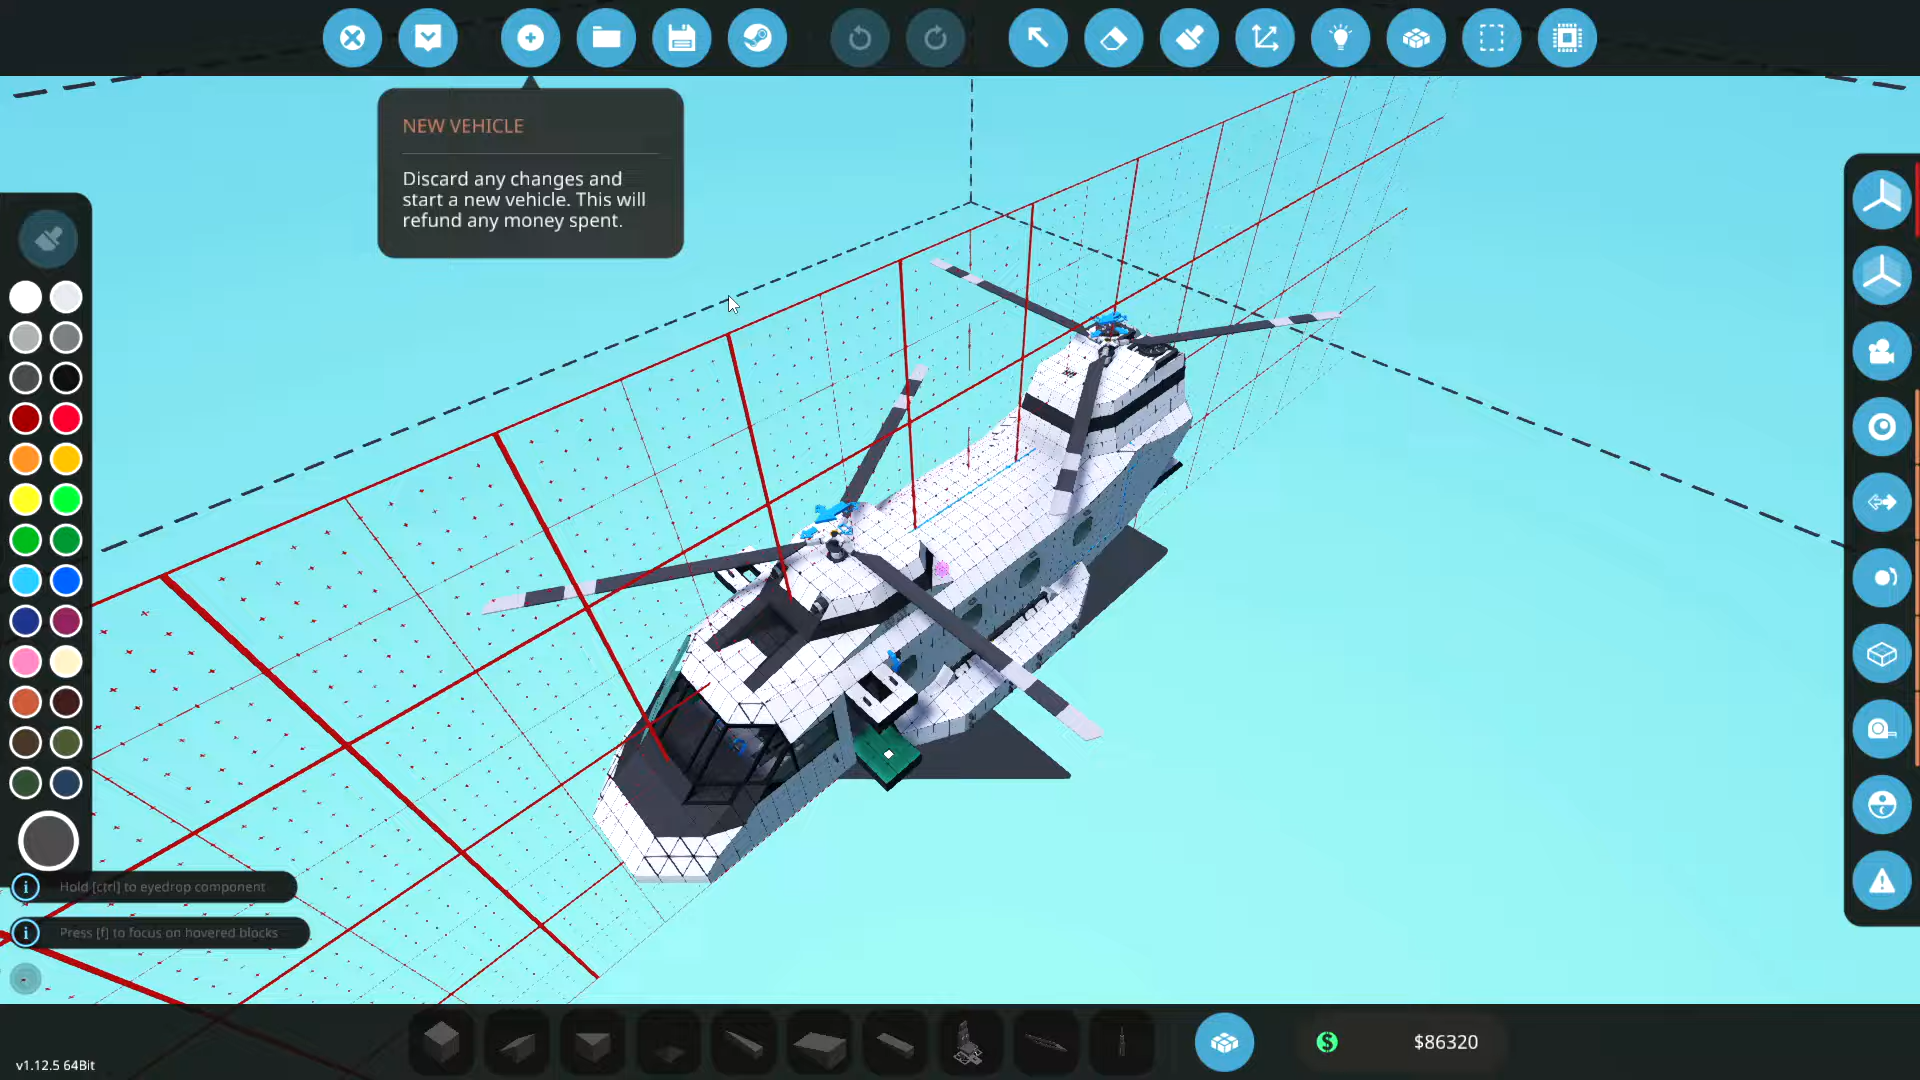 NEW VEHICLE
Discard any changes and
start a new vehicle. This will
refund any money spent.
Hold [ctrl] to eyedrop component
Press [f] to focus on hovered blocks
v1.12.5 64Bit
$
$86320